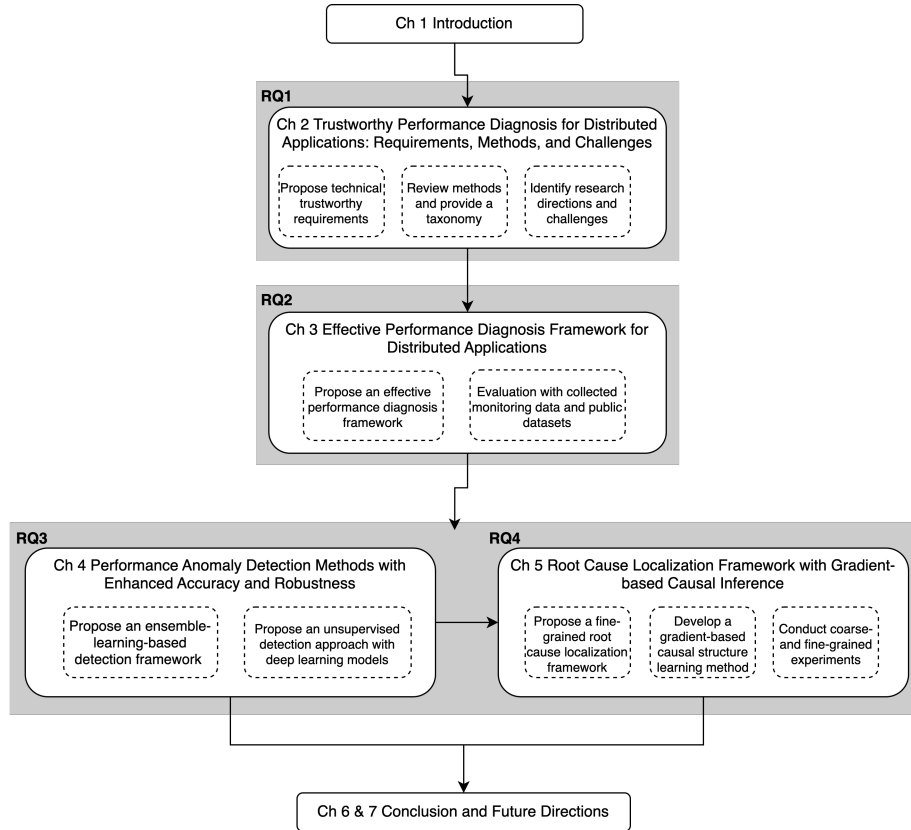 Ch 1 Introduction
RQ1
Ch 2 Trustworthy Performance Diagnosis for Distributed
Applications: Requirements, Methods, and Challenges
Propose technical
trustworthy
requirements
Review methods
and provide a
taxonomy
Identify research
directions and
challenges
RQ2
Ch 3 Effective Performance Diagnosis Framework for
Distributed Applications
Propose an effective
performance diagnosis
framework
Evaluation with collected
monitoring data and public
datasets
RQ3
Ch 4 Performance Anomaly Detection Methods with
Enhanced Accuracy and Robustness
Propose an ensemble-
learning-based
detection framework
Propose an unsupervised
detection approach with
deep learning models
RQ4
Ch 5 Root Cause Localization Framework with Gradient-
based Causal Inference
Propose a fine-
grained root
cause localization
framework
Develop a
gradient-based
causal structure
learning method
Conduct coarse-
and fine-grained
experiments
Ch 6 & 7 Conclusion and Future Directions